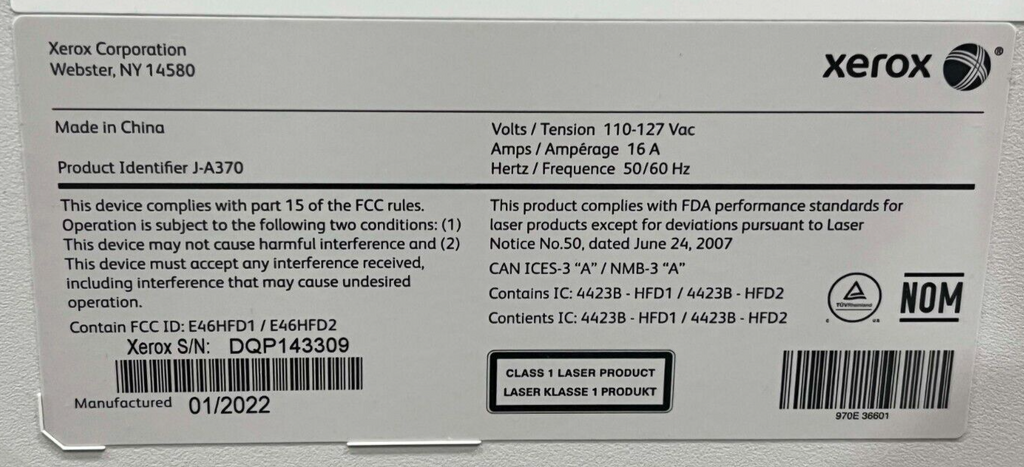 Xerox Corporation
Webster, NY 14580
xerox ®
Made in China
Product Identifier J-A370
Volts / Tension 110-127 Vac
Amps / Ampérage 16 A
Hertz / Frequence 50/60 Hz
This device complies with part 15 of the FCC rules.
Operation is subject to the following two conditions: (1)
This device may not cause harmful interference and (2)
This device must accept any interference received,
including interference that may cause undesired
operation.
Contain FCC ID: E46HFD1 / E46HFD2
Xerox S/N: DQP143309
Manufactured 01/2022
This product complies with FDA performance standards for
laser products except for deviations pursuant to Laser
Notice No.50, dated June 24, 2007
CAN ICES-3 “A” / NMB-3 “A”
Contains IC: 4423B - HFD1 / 4423B - HFD2
Contients IC: 4423B - HFD1 / 4423B - HFD2
TÜVRheinland
C US
NOM
CLASS 1 LASER PRODUCT
LASER KLASSE 1 PRODUKT
970E 36601